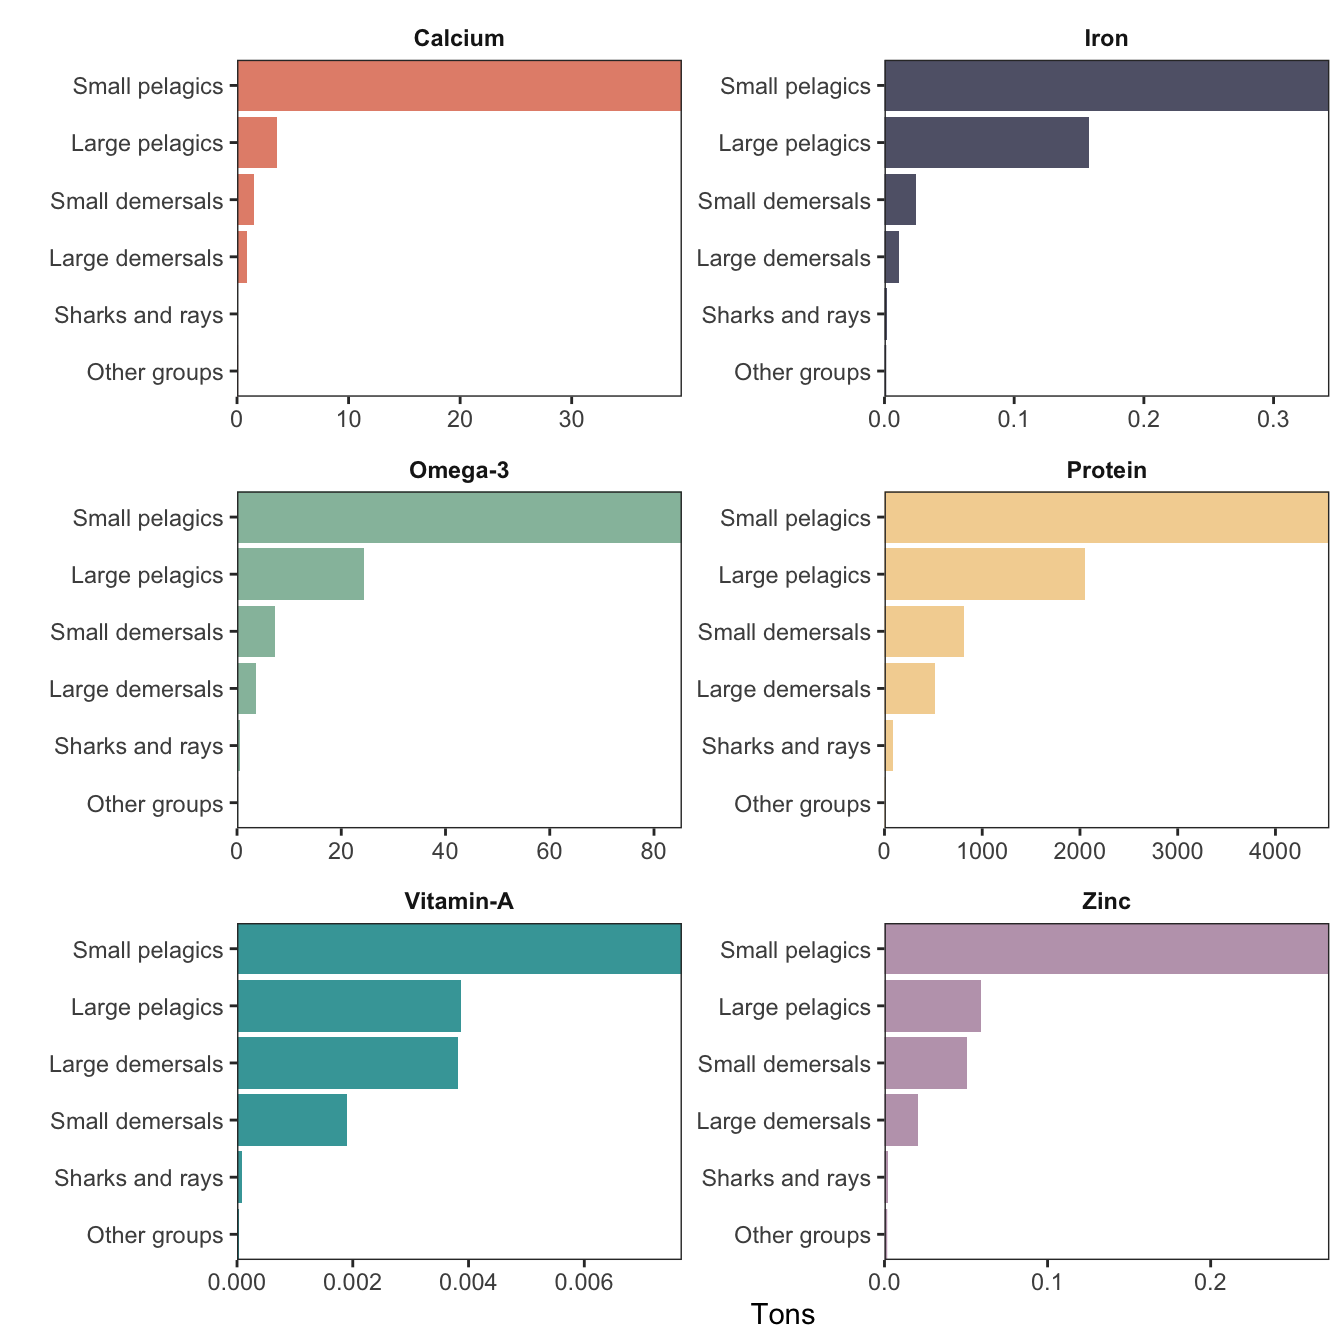 Calcium
Small pelagics
Large pelagics
Small demersals
Large demersals
Sharks and rays
Other groups
0 10 20 30
Iron
Small pelagics
Large pelagics
Small demersals
Large demersals
Sharks and rays
Other groups
0.0 0.1 0.2 0.3
Omega-3
Small pelagics
Large pelagics
Small demersals
Large demersals
Sharks and rays
Other groups
0 20 40 60 80
Protein
Small pelagics
Large pelagics
Small demersals
Large demersals
Sharks and rays
Other groups
0 1000 2000 3000 4000
Vitamin-A
Small pelagics
Large pelagics
Large demersals
Small demersals
Sharks and rays
Other groups
0.000 0.002 0.004 0.006
Zinc
Small pelagics
Large pelagics
Small demersals
Large demersals
Sharks and rays
Other groups
0.0 0.1 0.2
Tons